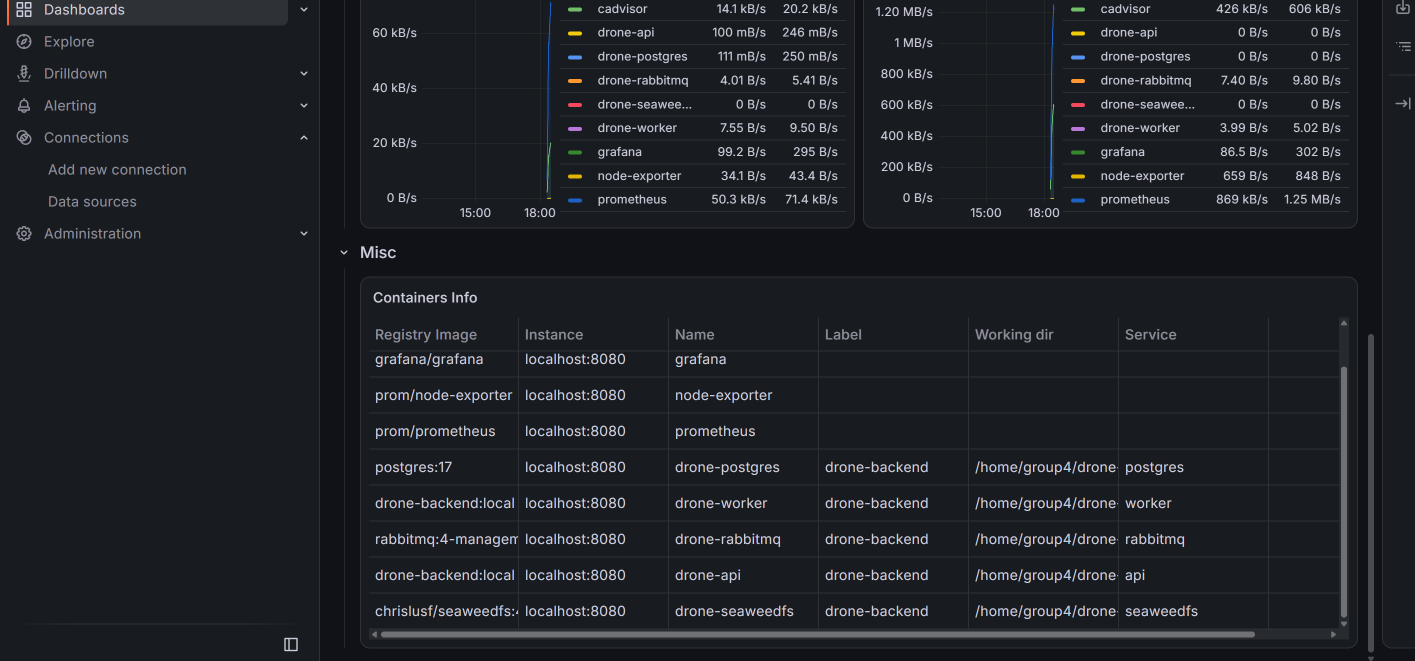 Dashboards
Explore
Drilldown
Alerting
Connections
Add new connection
Data sources
Administration
60 kB/s
40 kB/s
20 kB/s
0 B/s
15:00 18:00
cadvisor 14.1 kB/s 20.2 kB/s
drone-api 100 mB/s 246 mB/s
drone-postgres 111 mB/s 250 mB/s
drone-rabbitmq 4.01 B/s 5.41 B/s
drone-seawee... 0 B/s 0 B/s
drone-worker 7.55 B/s 9.50 B/s
grafana 99.2 B/s 295 B/s
node-exporter 34.1 B/s 43.4 B/s
prometheus 50.3 kB/s 71.4 kB/s
1.20 MB/s
1 MB/s
800 kB/s
600 kB/s
400 kB/s
200 kB/s
0 B/s
15:00 18:00
cadvisor 426 kB/s 606 kB/s
drone-api 0 B/s 0 B/s
drone-postgres 0 B/s 0 B/s
drone-rabbitmq 7.40 B/s 9.80 B/s
drone-seawee... 0 B/s 0 B/s
drone-worker 3.99 B/s 5.02 B/s
grafana 86.5 B/s 302 B/s
node-exporter 659 B/s 848 B/s
prometheus 869 kB/s 1.25 MB/s
Misc
Containers Info
Registry Image Instance Name Label Working dir Service
grafana/grafana localhost:8080 grafana
prom/node-exporter localhost:8080 node-exporter
prom/prometheus localhost:8080 prometheus
postgres:17 localhost:8080 drone-postgres drone-backend /home/group4/drone- postgres
drone-backend:local localhost:8080 drone-worker drone-backend /home/group4/drone- worker
rabbitmq:4-managem localhost:8080 drone-rabbitmq drone-backend /home/group4/drone- rabbitmq
drone-backend:local localhost:8080 drone-api drone-backend /home/group4/drone- api
chrislusf/seaweedfs: localhost:8080 drone-seaweedfs drone-backend /home/group4/drone- seaweedfs